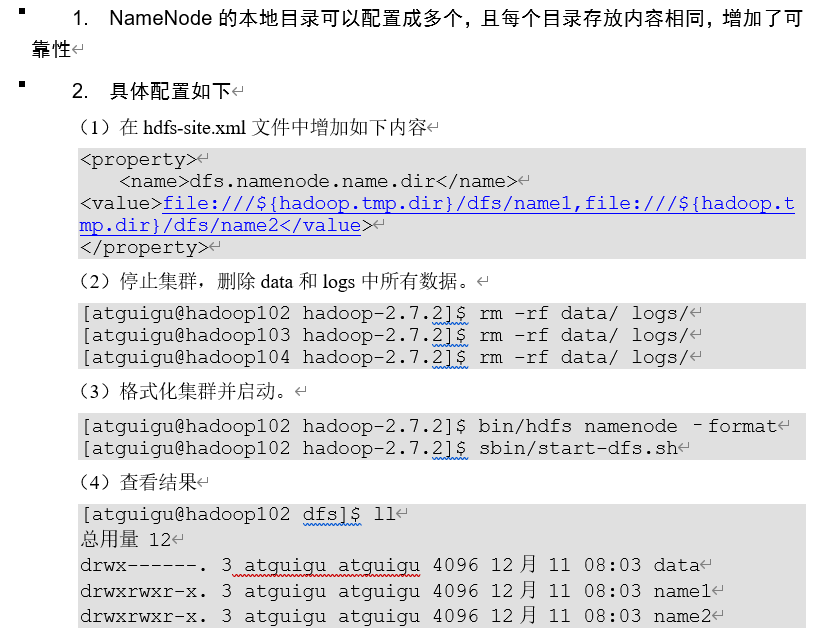 1. NameNode 的本地目录可以配置成多个，且每个目录存放内容相同，增加了可
靠性
2. 具体配置如下
（1）在 hdfs-site.xml 文件中增加如下内容
<property>
<name>dfs.namenode.name.dir</name>
<value>file:///${hadoop.tmp.dir}/dfs/name1,file:///${hadoop.t
mp.dir}/dfs/name2</value>
</property>
（2）停止集群，删除 data 和 logs 中所有数据。
[atguigu@hadoop102 hadoop-2.7.2]$ rm -rf data/ logs/
[atguigu@hadoop103 hadoop-2.7.2]$ rm -rf data/ logs/
[atguigu@hadoop104 hadoop-2.7.2]$ rm -rf data/ logs/
（3）格式化集群并启动。
[atguigu@hadoop102 hadoop-2.7.2]$ bin/hdfs namenode –format
[atguigu@hadoop102 hadoop-2.7.2]$ sbin/start-dfs.sh
（4）查看结果
[atguigu@hadoop102 dfs]$ ll
总用量 12
drwx------. 3 atguigu atguigu 4096 12月 11 08:03 data
drwxrwxr-x. 3 atguigu atguigu 4096 12月 11 08:03 name1
drwxrwxr-x. 3 atguigu atguigu 4096 12月 11 08:03 name2